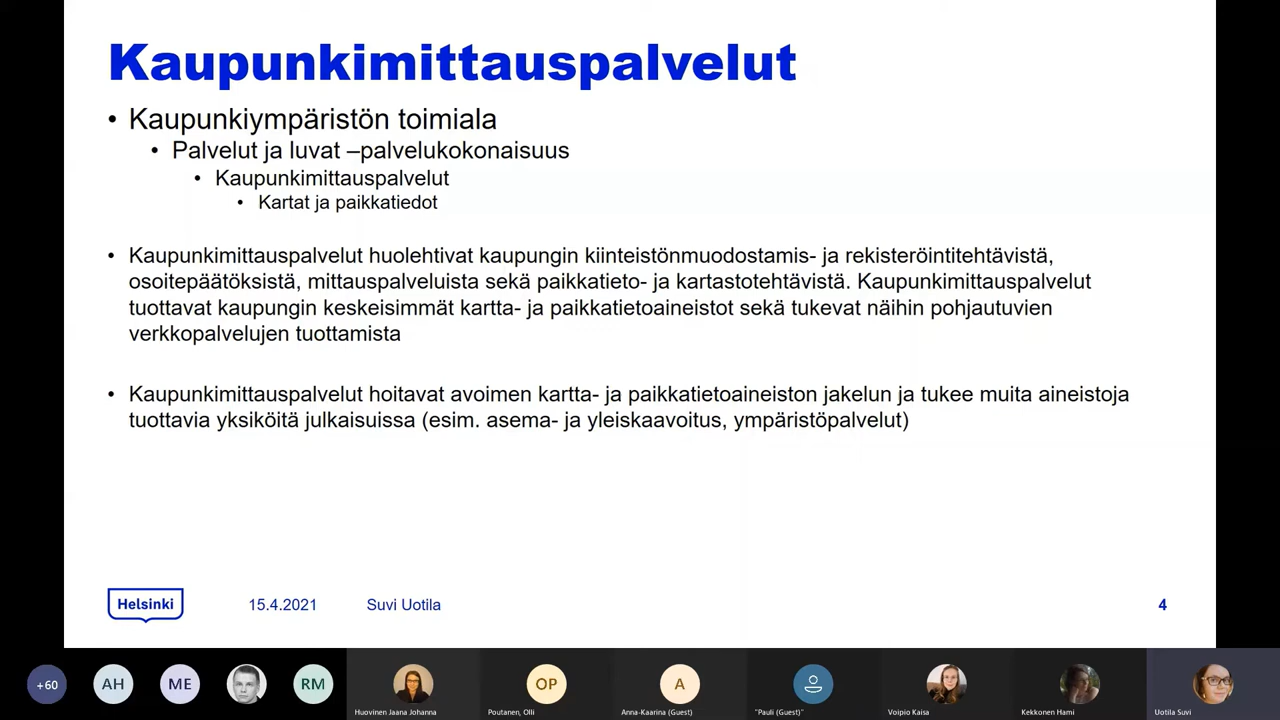 Kaupunkimittauspalvelut
• Kaupunkiympäristön toimiala
• Palvelut ja luvat –palvelukokonaisuus
• Kaupunkimittauspalvelut
• Kartat ja paikkatiedot
• Kaupunkimittauspalvelut huolehtivat kaupungin kiinteistönmuodostamis- ja rekisteröintitehtävistä,
osoitepäätöksistä, mittauspalveluista sekä paikkatieto- ja kartastotehtävistä. Kaupunkimittauspalvelut
tuottavat kaupungin keskeisimmät kartta- ja paikkatietoaineistot sekä tukevat näihin pohjautuvien
verkkopalvelujen tuottamista
• Kaupunkimittauspalvelut hoitavat avoimen kartta- ja paikkatietoaineiston jakelun ja tukee muita aineistoja
tuottavia yksiköitä julkaisuissa (esim. asema- ja yleiskaavoitus, ympäristöpalvelut)
Helsinki 15.4.2021 Suvi Uotila 4
+60 AH ME RM OP A
Huovinen Jaana Johanna Poutanen, Olli Anna-Kaarina (Guest) "Pauli (Guest)" Voipio Kaisa Kekkonen Hami Uotila Suvi